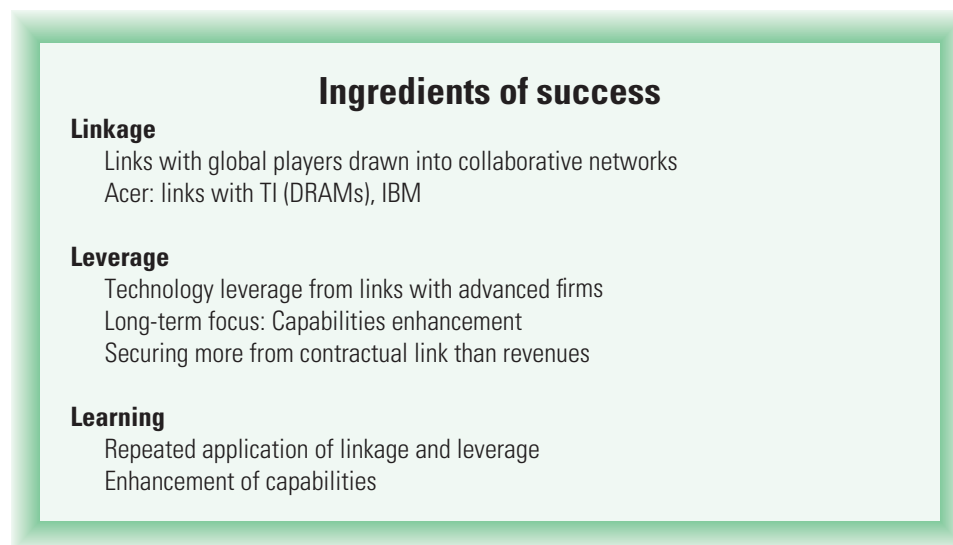 Ingredients of success
Linkage
Links with global players drawn into collaborative networks
Acer: links with TI (DRAMs), IBM
Leverage
Technology leverage from links with advanced firms
Long-term focus: Capabilities enhancement
Securing more from contractual link than revenues
Learning
Repeated application of linkage and leverage
Enhancement of capabilities